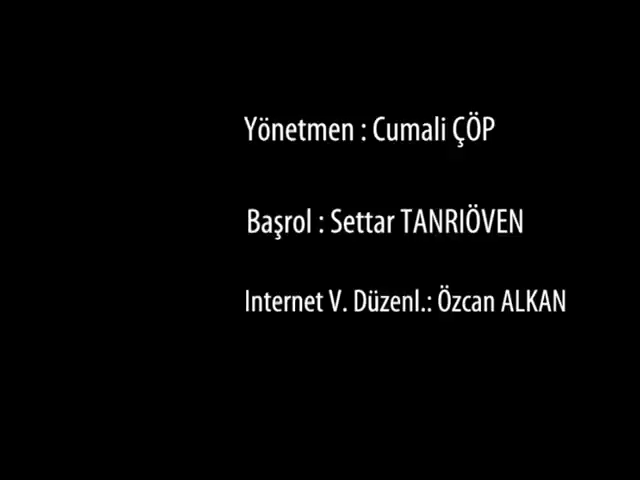 Yönetmen : Cumali ÇÖP
Başrol : Settar TANRIÖVEN
Internet V. Düzenl.: Özcan ALKAN